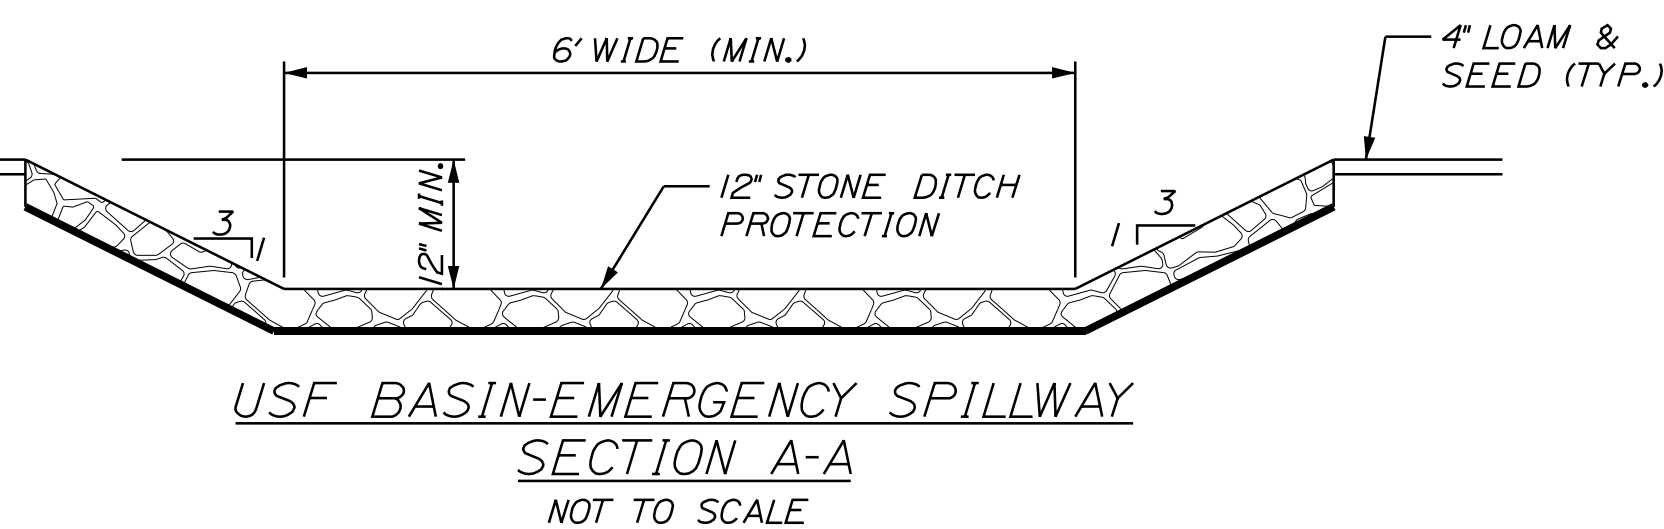 6' WIDE (MIN.)
4" LOAM &
SEED (TYP.)
12" MIN.
12" STONE DITCH
PROTECTION
3
1
3
1
USF BASIN-EMERGENCY SPILLWAY
SECTION A-A
NOT TO SCALE